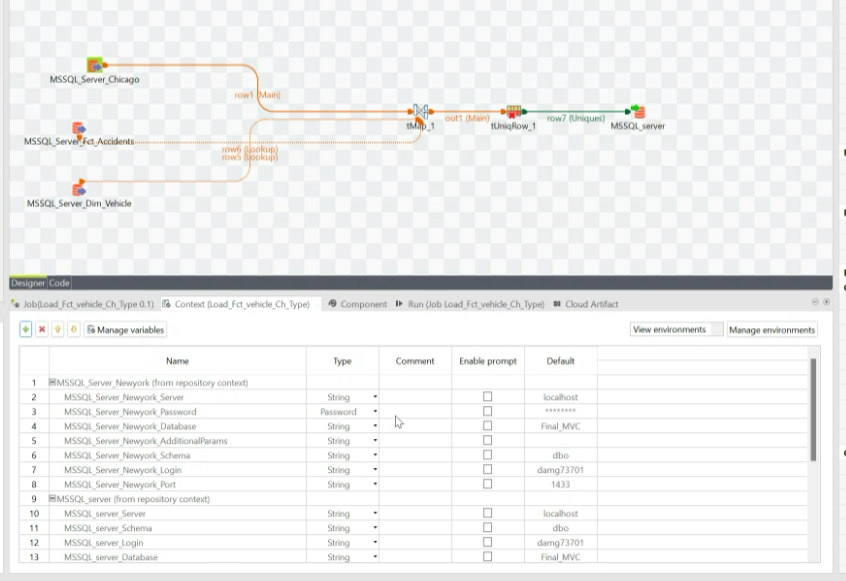 MSSQL_Server_Chicago
row1 (Main)
MSSQL_Server_Fct_Accidents
tMap_1
out1 (Main)
tUniqRow_1
row7 (Uniques)
MSSQL_server
row6 (Lookup)
row5 (Lookup)
MSSQL_Server_Dim_Vehicle
Designer Code
Job(Load_Fct_vehicle_Ch_Type 0.1) Context (Load_Fct_vehicle_Ch_Type) Component Run (Job Load_Fct_vehicle_Ch_Type) Cloud Artifact
Manage variables View environments Manage environments
Name Type Comment Enable prompt Default
1 MSSQL_Server_Newyork (from repository context)
2 MSSQL_Server_Newyork_Server String localhost
3 MSSQL_Server_Newyork_Password Password ********
4 MSSQL_Server_Newyork_Database String Final_MVC
5 MSSQL_Server_Newyork_AdditionalParams String
6 MSSQL_Server_Newyork_Schema String dbo
7 MSSQL_Server_Newyork_Login String damg73701
8 MSSQL_Server_Newyork_Port String 1433
9 MSSQL_server (from repository context)
10 MSSQL_server_Server String localhost
11 MSSQL_server_Schema String dbo
12 MSSQL_server_Login String damg73701
13 MSSQL_server_Database String Final_MVC